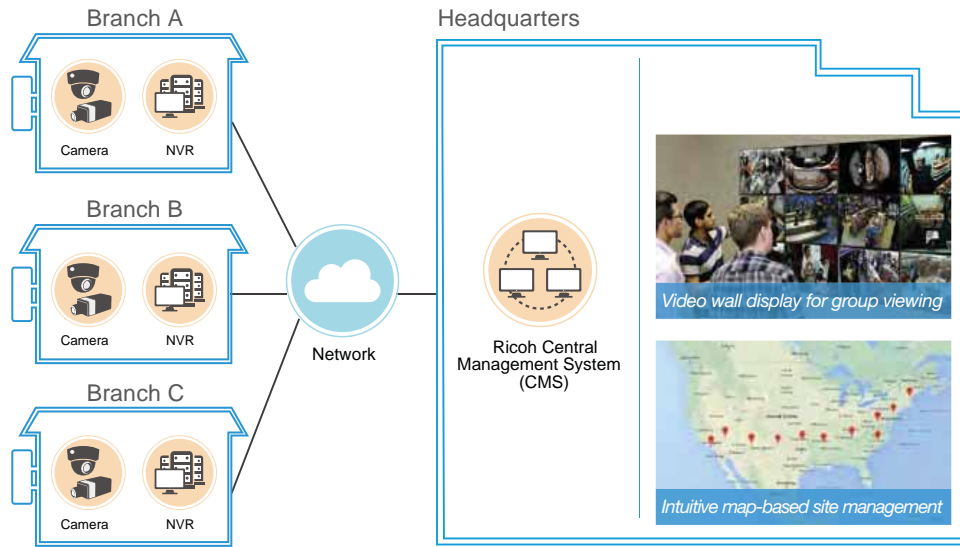 Branch A
Camera
NVR
Branch B
Camera
NVR
Branch C
Camera
NVR
Network
Headquarters
Ricoh Central
Management System
(CMS)
Video wall display for group viewing
Intuitive map-based site management